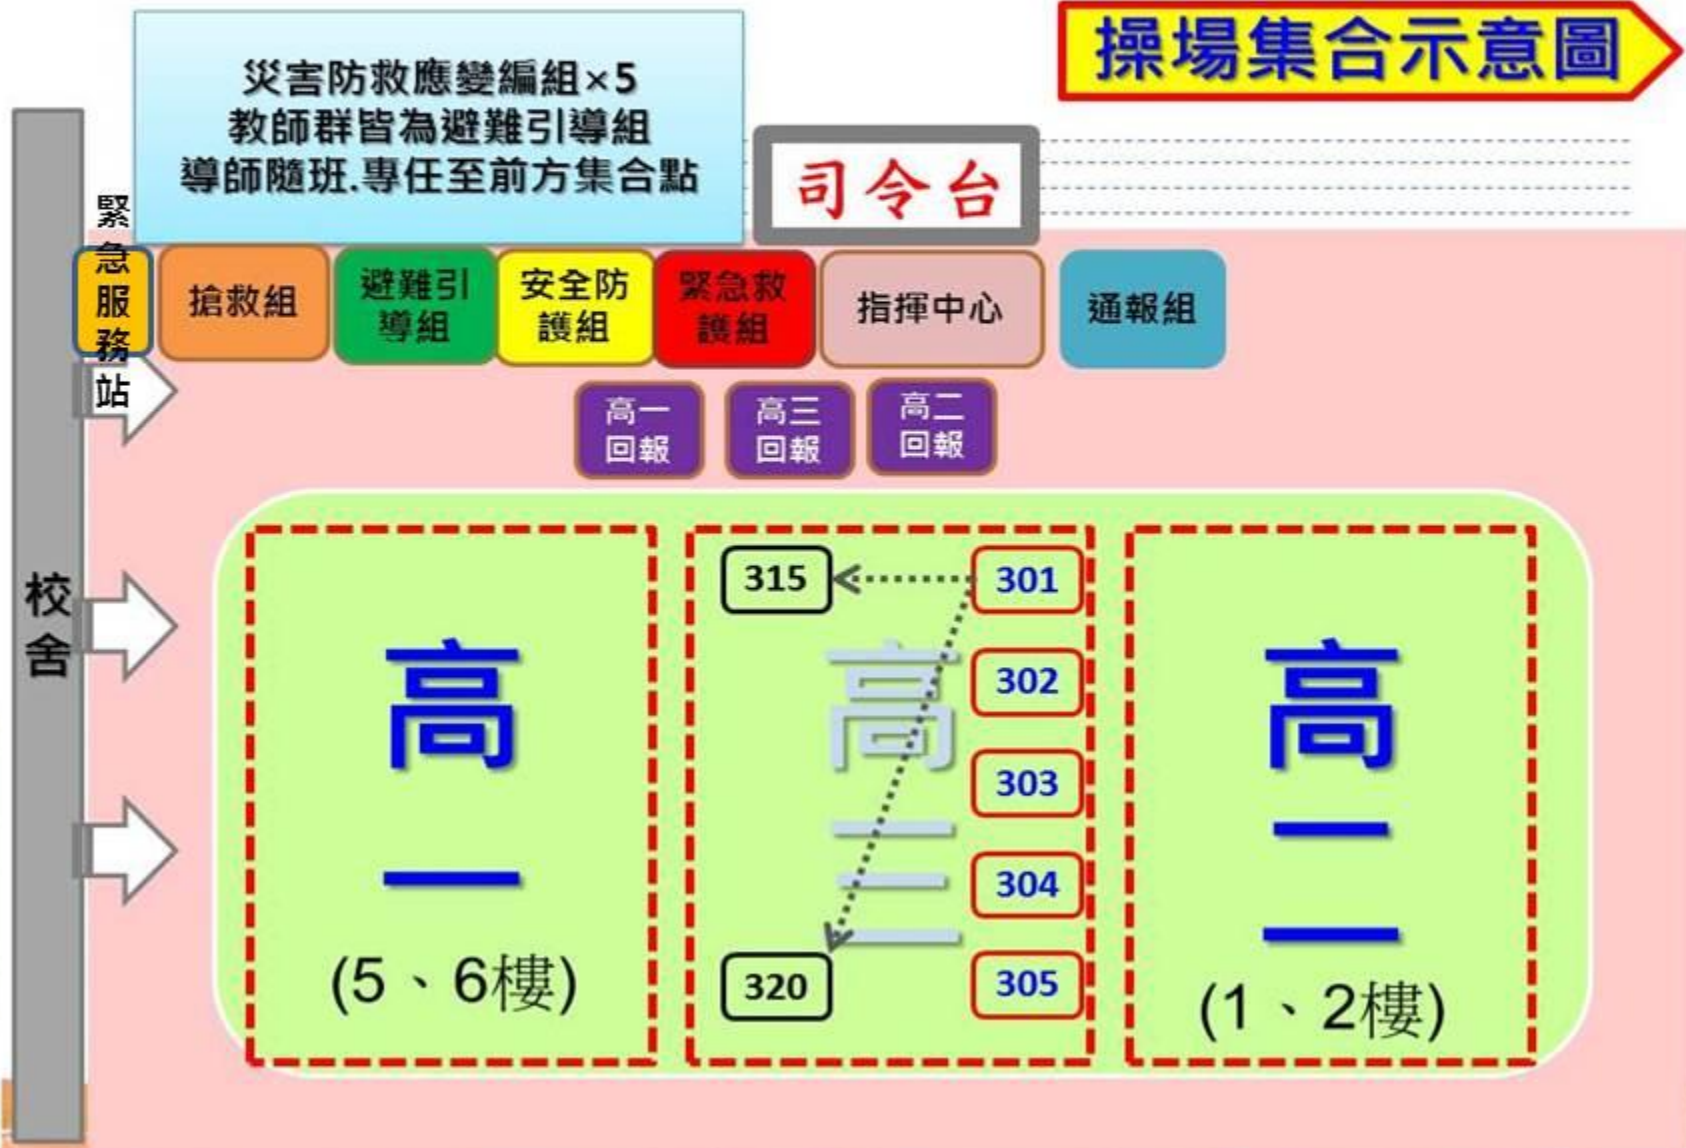 操場集合示意圖
災害防救應變編組×5
教師群皆為避難引導組
導師隨班.專任至前方集合點
司令台
緊急服務站
搶救組
避難引
導組
安全防
護組
緊急救
護組
指揮中心
通報組
高一
回報
高三
回報
高二
回報
校舍
高一
(5、6樓)
高三
315
301
302
303
304
320
305
高二
(1、2樓)